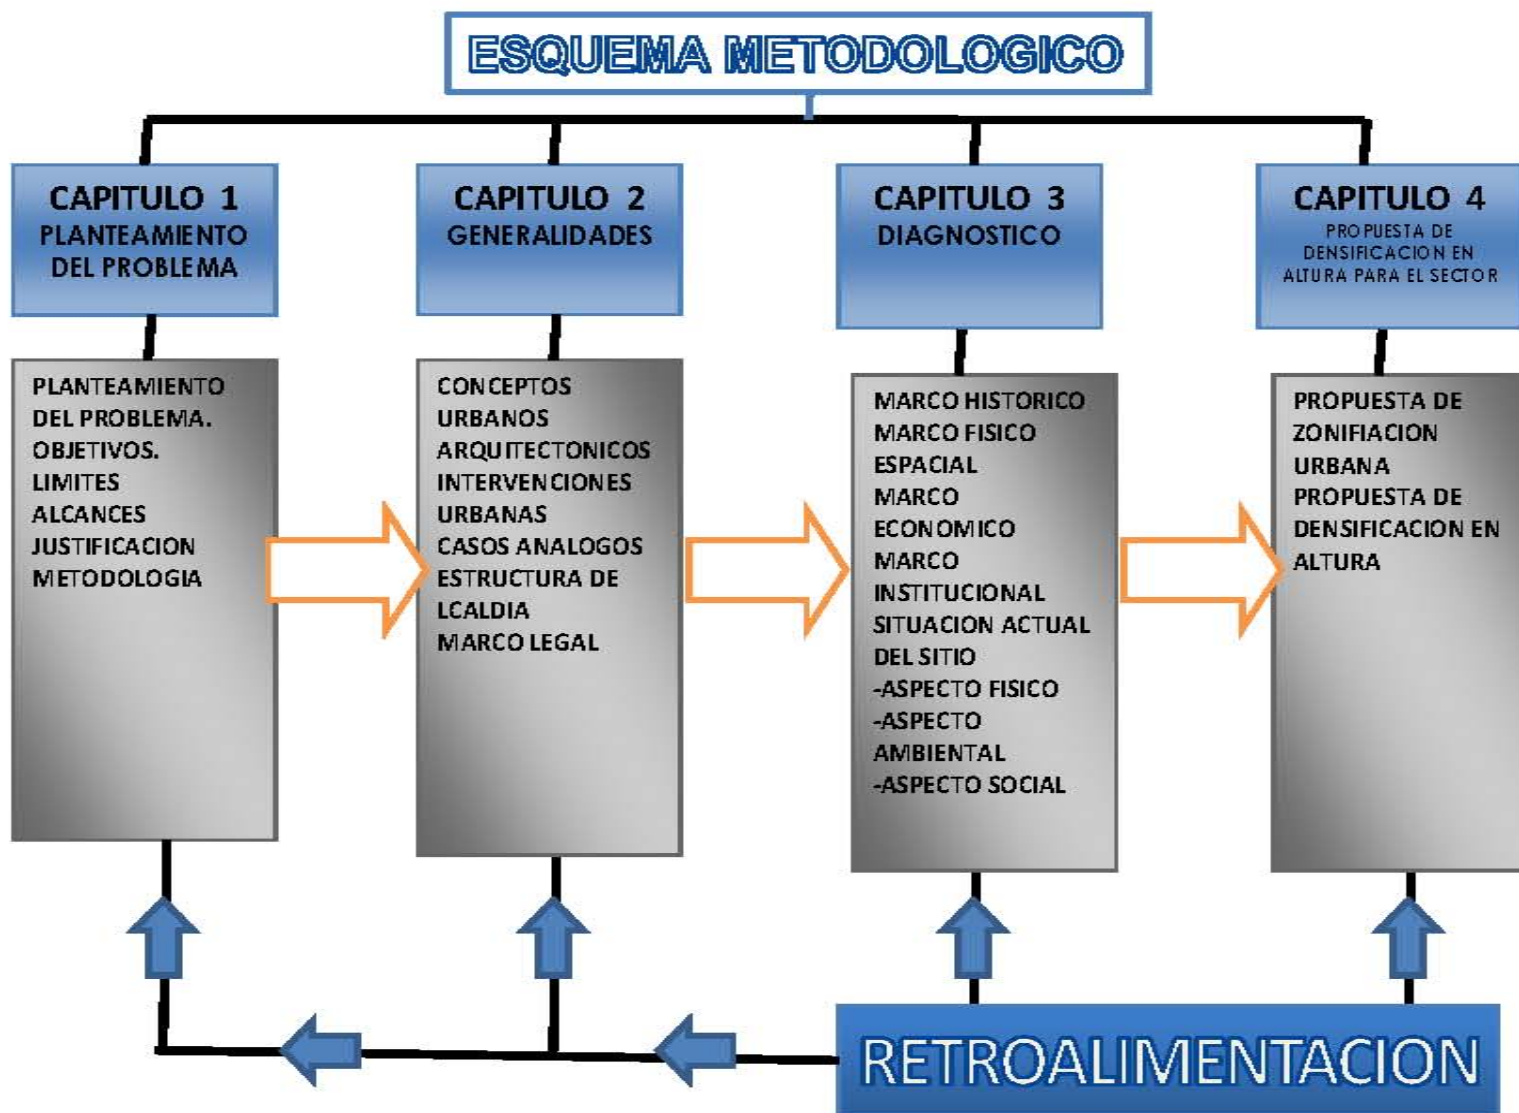 ESQUEMA METODOLOGICO
CAPITULO 1
PLANTEAMIENTO
DEL PROBLEMA
CAPITULO 2
GENERALIDADES
CAPITULO 3
DIAGNOSTICO
CAPITULO 4
PROPUESTA DE
DENSIFICACION EN
ALTURA PARA EL SECTOR
PLANTEAMIENTO
DEL PROBLEMA.
OBJETIVOS.
LIMITES
ALCANCES
JUSTIFICACION
METODOLOGIA
CONCEPTOS
URBANOS
ARQUITECTONICOS
INTERVENCIONES
URBANAS
CASOS ANALOGOS
ESTRUCTURA DE
LCALDIA
MARCO LEGAL
MARCO HISTORICO
MARCO FISICO
ESPACIAL
MARCO
ECONOMICO
MARCO
INSTITUCIONAL
SITUACION ACTUAL
DEL SITIO
-ASPECTO FISICO
-ASPECTO
AMBIENTAL
-ASPECTO SOCIAL
PROPUESTA DE
ZONIFIACION
URBANA
PROPUESTA DE
DENSIFICACION EN
ALTURA
RETROALIMENTACION